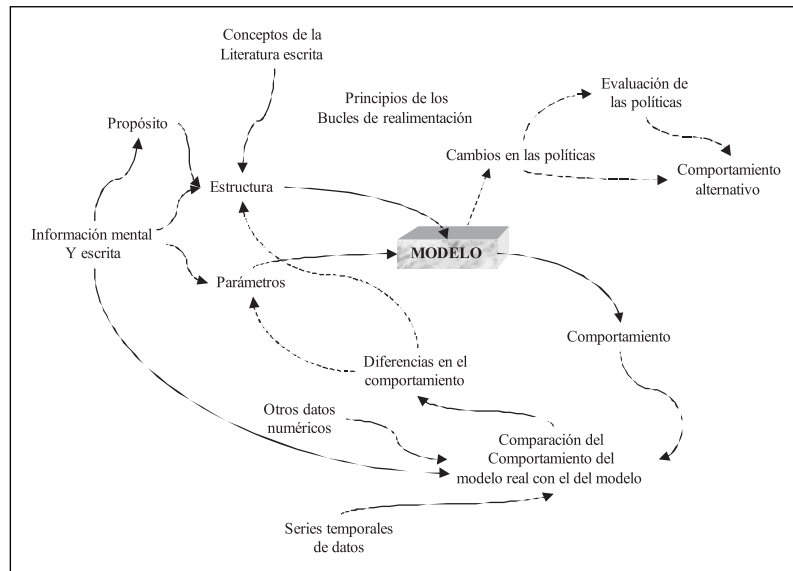 Conceptos de la
Literatura escrita
Principios de los
Bucles de realimentación
Evaluación de
las políticas
Propósito
Cambios en las políticas
Comportamiento
alternativo
Estructura
Información mental
Y escrita
MODELO
Parámetros
Comportamiento
Diferencias en el
comportamiento
Otros datos
numéricos
Comparación del
Comportamiento del
modelo real con el del modelo
Series temporales
de datos